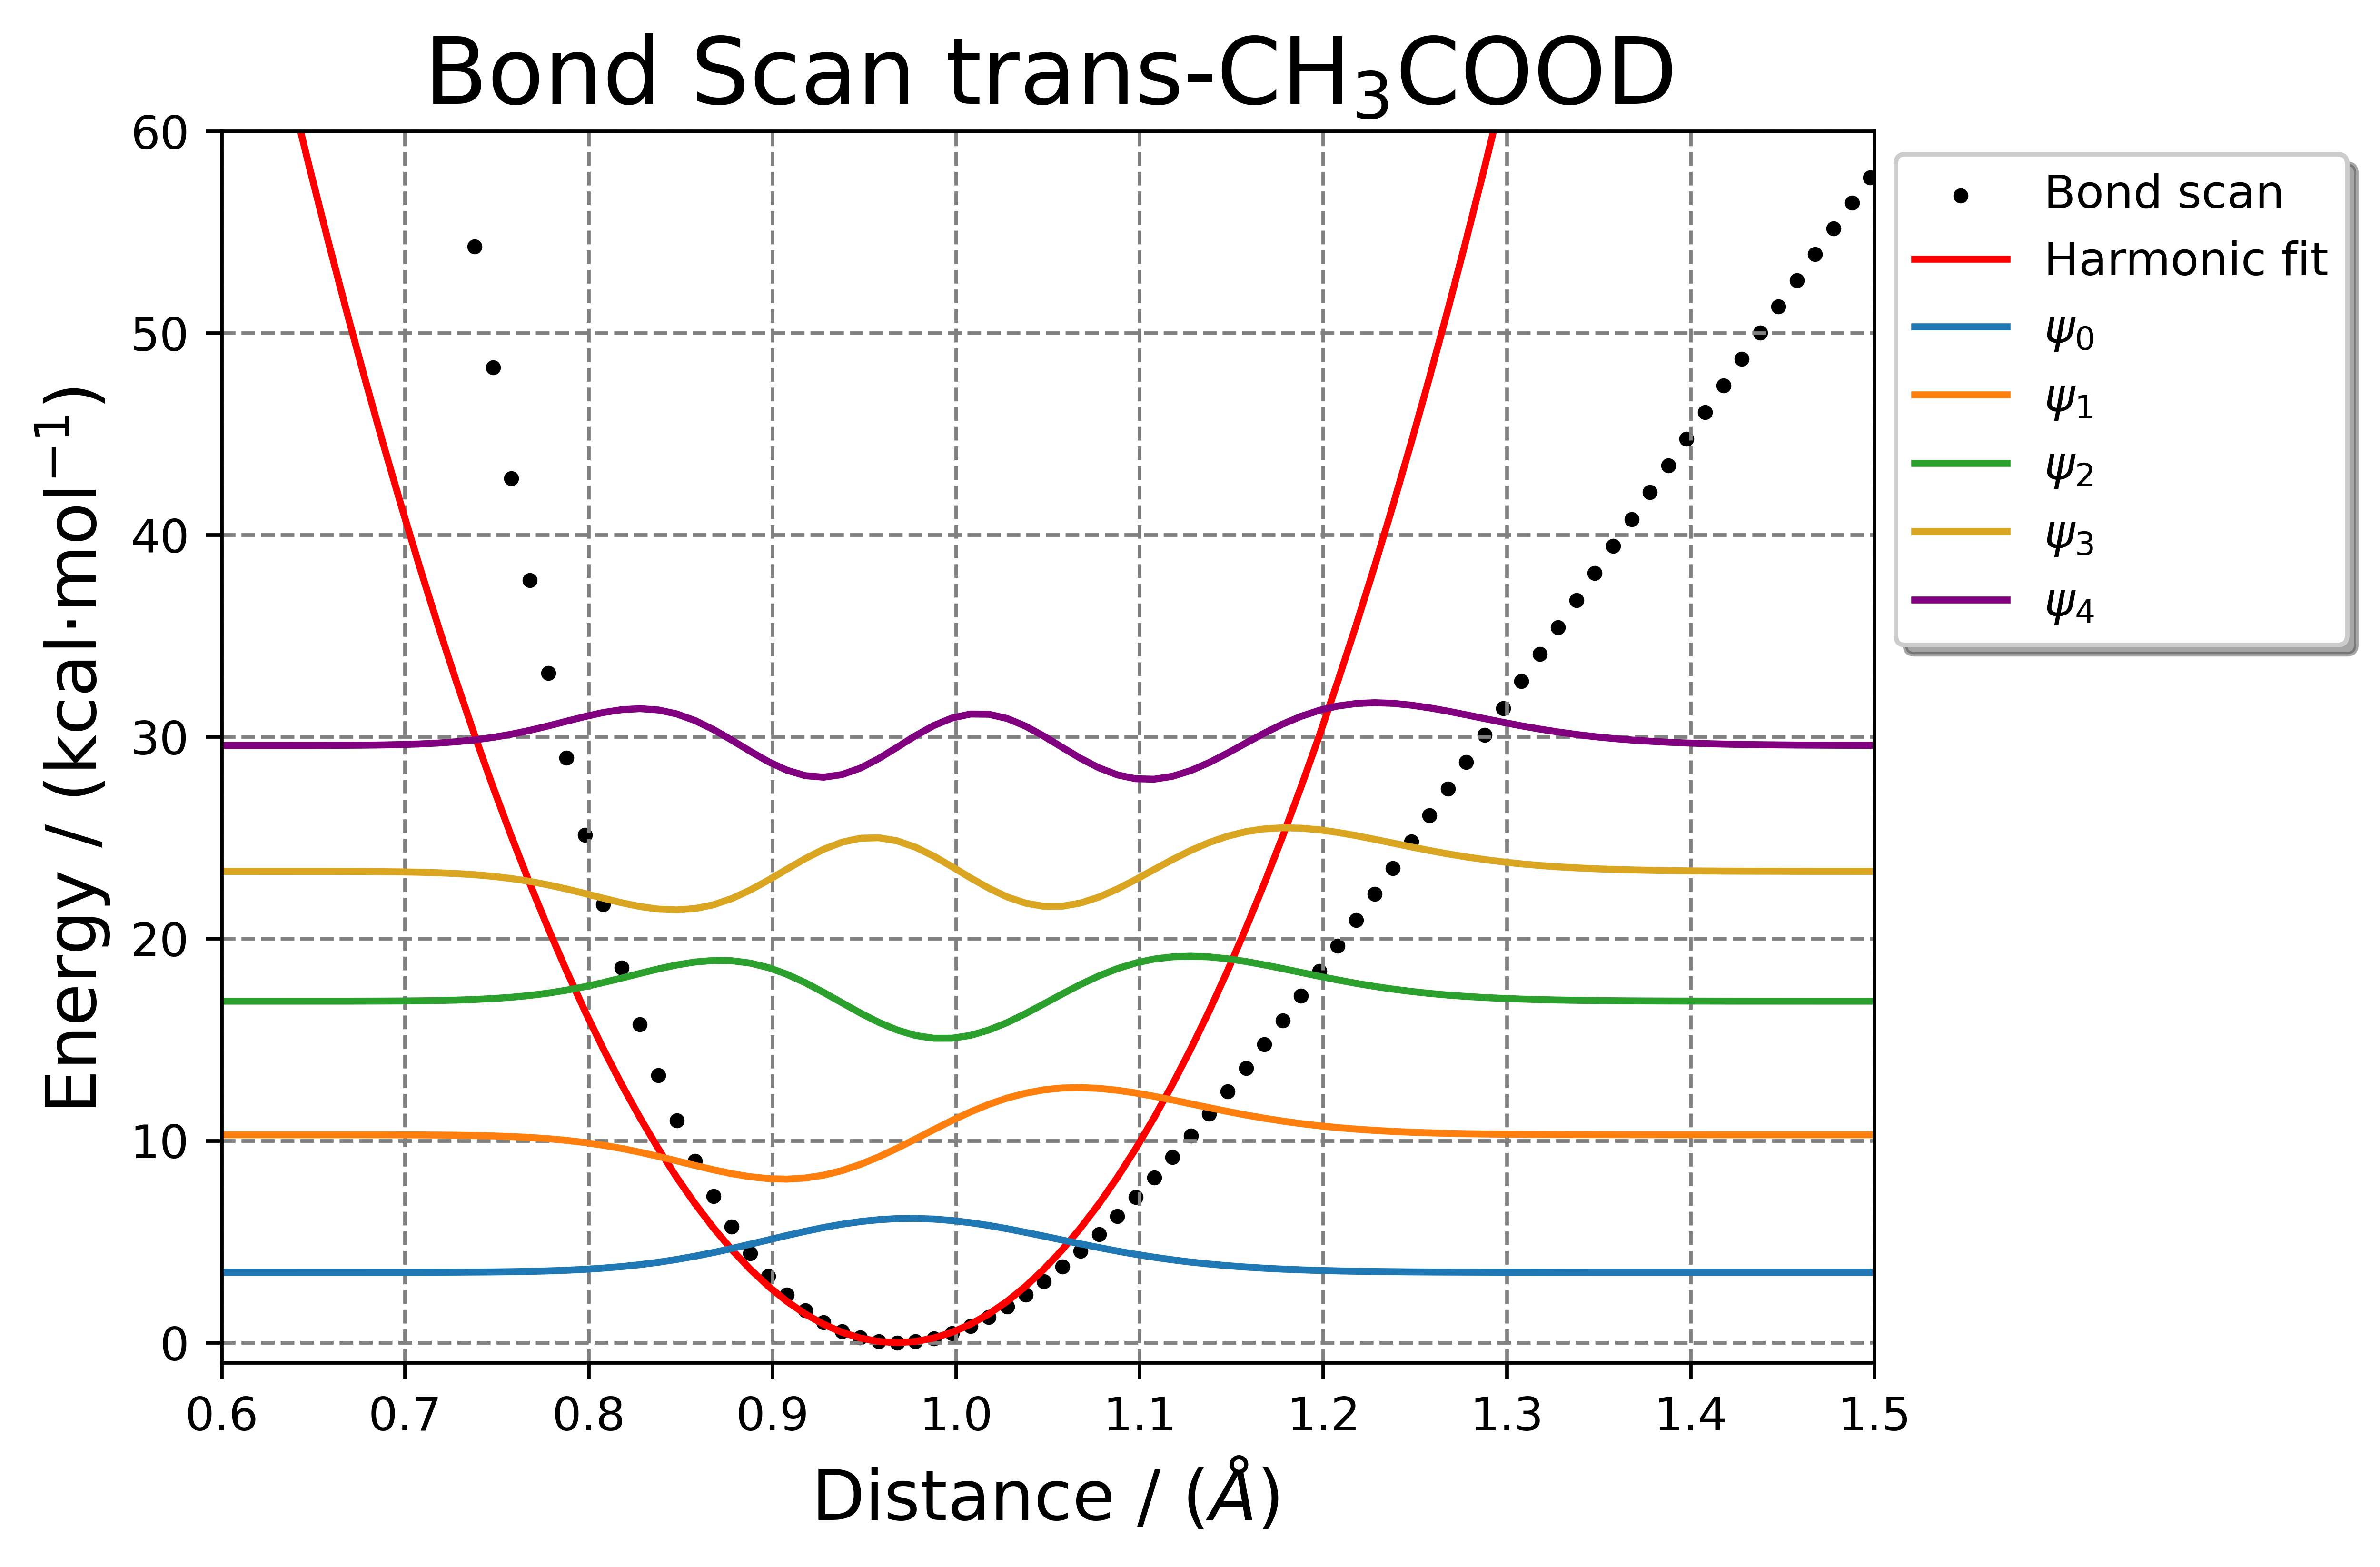 Bond Scan trans-CH₃COOD
Energy / (kcal·mol⁻¹)
60
50
40
30
20
10
0
0.6 0.7 0.8 0.9 1.0 1.1 1.2 1.3 1.4 1.5
Distance / (Å)
Bond scan
Harmonic fit
ψ₀
ψ₁
ψ₂
ψ₃
ψ₄